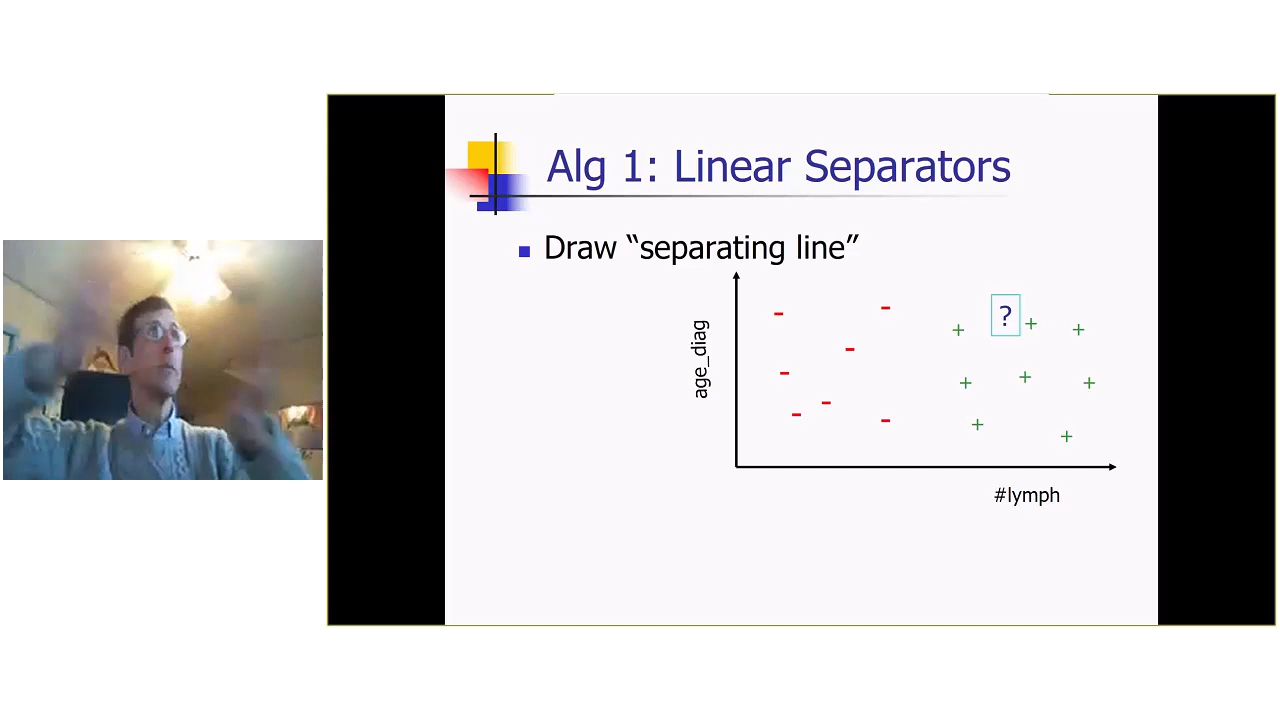 Alg 1: Linear Separators
Draw “separating line”
age_diag
- - ? + + +
-
- + + +
- - - + +
#lymph